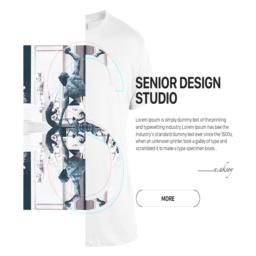 SENIOR DESIGN
STUDIO
Lorem Ipsum is simply dummy text of the printing
and typesetting industry. Lorem Ipsum has been the
industry's standard dummy text ever since the 1500s,
when an unknown printer took a galley of type and
scrambled it to make a type specimen book.
MORE